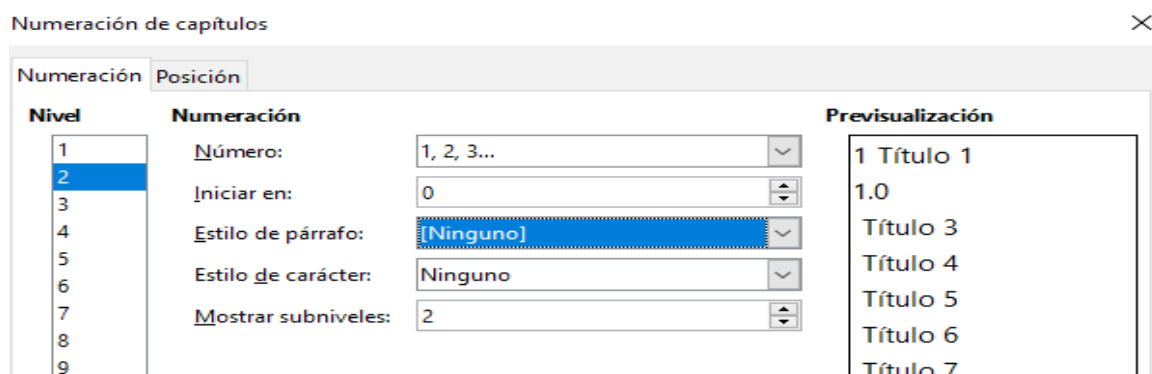 Numeración de capítulos
Numeración Posición
Nivel
1
2
3
4
5
6
7
8
9
Numeración
Número: 1, 2, 3...
Iniciar en: 0
Estilo de párrafo: [Ninguno]
Estilo de carácter: Ninguno
Mostrar subniveles: 2
Previsualización
1 Título 1
1.0
Título 3
Título 4
Título 5
Título 6
Título 7